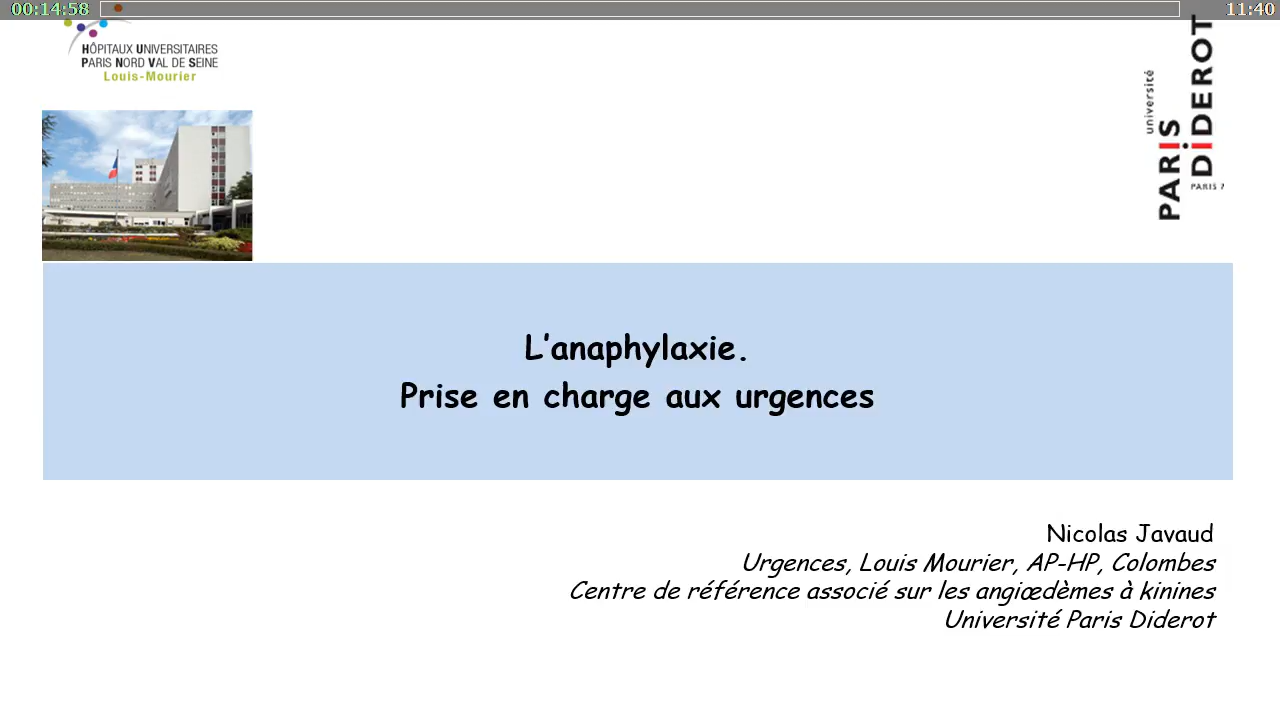 00:14:58
11:40
HÔPITAUX UNIVERSITAIRES
PARIS NORD VAL DE SEINE
Louis-Mourier
université
PARIS
DIDEROT
PARIS 7
L'anaphylaxie.
Prise en charge aux urgences
Nicolas Javaud
Urgences, Louis Mourier, AP-HP, Colombes
Centre de référence associé sur les angiœdèmes à kinines
Université Paris Diderot